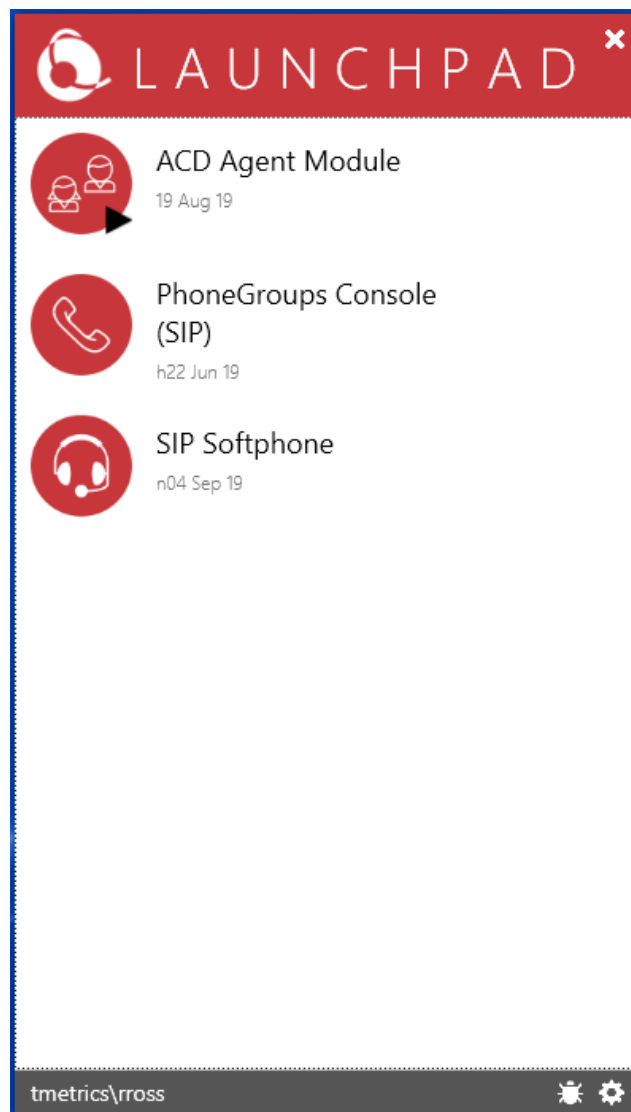 LAUNCHPAD
ACD Agent Module
19 Aug 19
PhoneGroups Console
(SIP)
h22 Jun 19
SIP Softphone
n04 Sep 19
tmetrics\rross